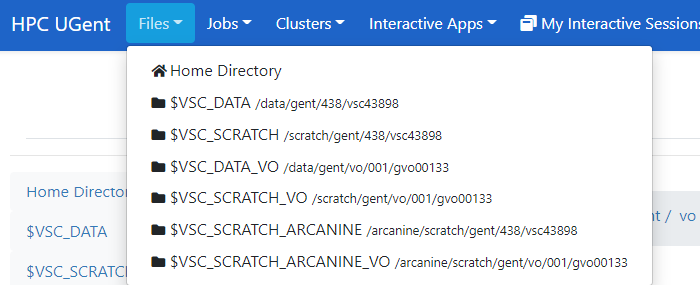 HPC UGent Files Jobs Clusters Interactive Apps My Interactive Sessions
Home Directory
$VSC_DATA /data/gent/438/vsc43898
$VSC_SCRATCH /scratch/gent/438/vsc43898
$VSC_DATA_VO /data/gent/vo/001/gvo00133
$VSC_SCRATCH_VO /scratch/gent/vo/001/gvo00133
$VSC_SCRATCH_ARCANINE /arcanine/scratch/gent/438/vsc43898
$VSC_SCRATCH_ARCANINE_VO /arcanine/scratch/gent/vo/001/gvo00133
Home Director
$VSC_DATA
$VSC_SCRATCH
nt / vo